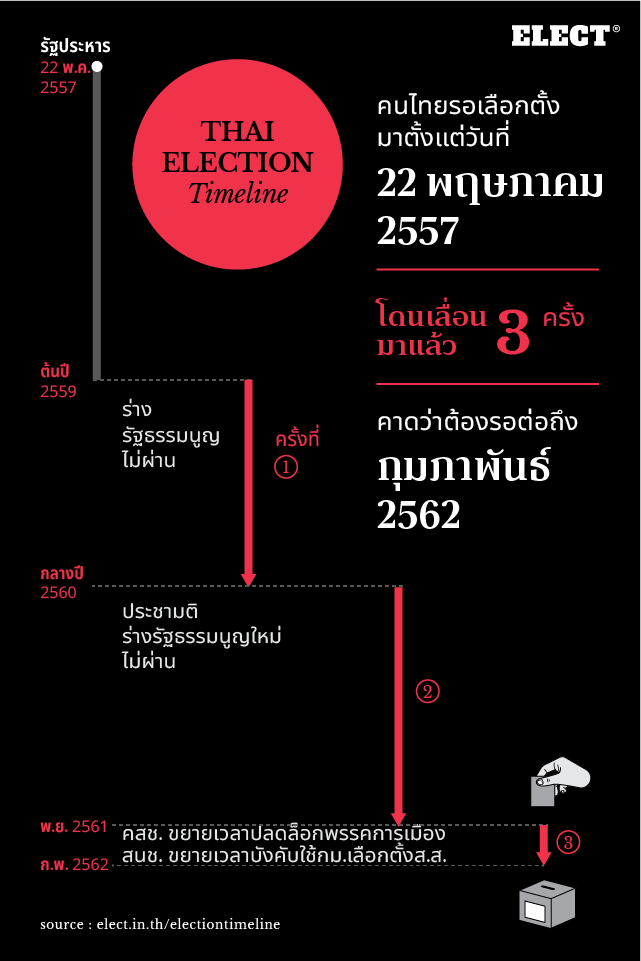 ELECT®
รัฐประหาร
22 พ.ค.
2557
THAI
ELECTION
Timeline
คนไทยรอเลือกตั้ง
มาตั้งแต่วันที่
22 พฤษภาคม
2557
โดนเลื่อน 3 ครั้ง
มาแล้ว
คาดว่าต้องรอต่อถึง
กุมภาพันธ์
2562
ต้นปี
2559
ร่าง
รัฐธรรมนูญ
ไม่ผ่าน
ครั้งที่
1
กลางปี
2560
ประชามติ
ร่างรัฐธรรมนูญใหม่
ไม่ผ่าน
2
พ.ย. 2561
คสช. ขยายเวลาปลดล็อกพรรคการเมือง
สนช. ขยายเวลาบังคับใช้กม.เลือกตั้งส.ส.
3
ก.พ. 2562
source : elect.in.th/electiontimeline